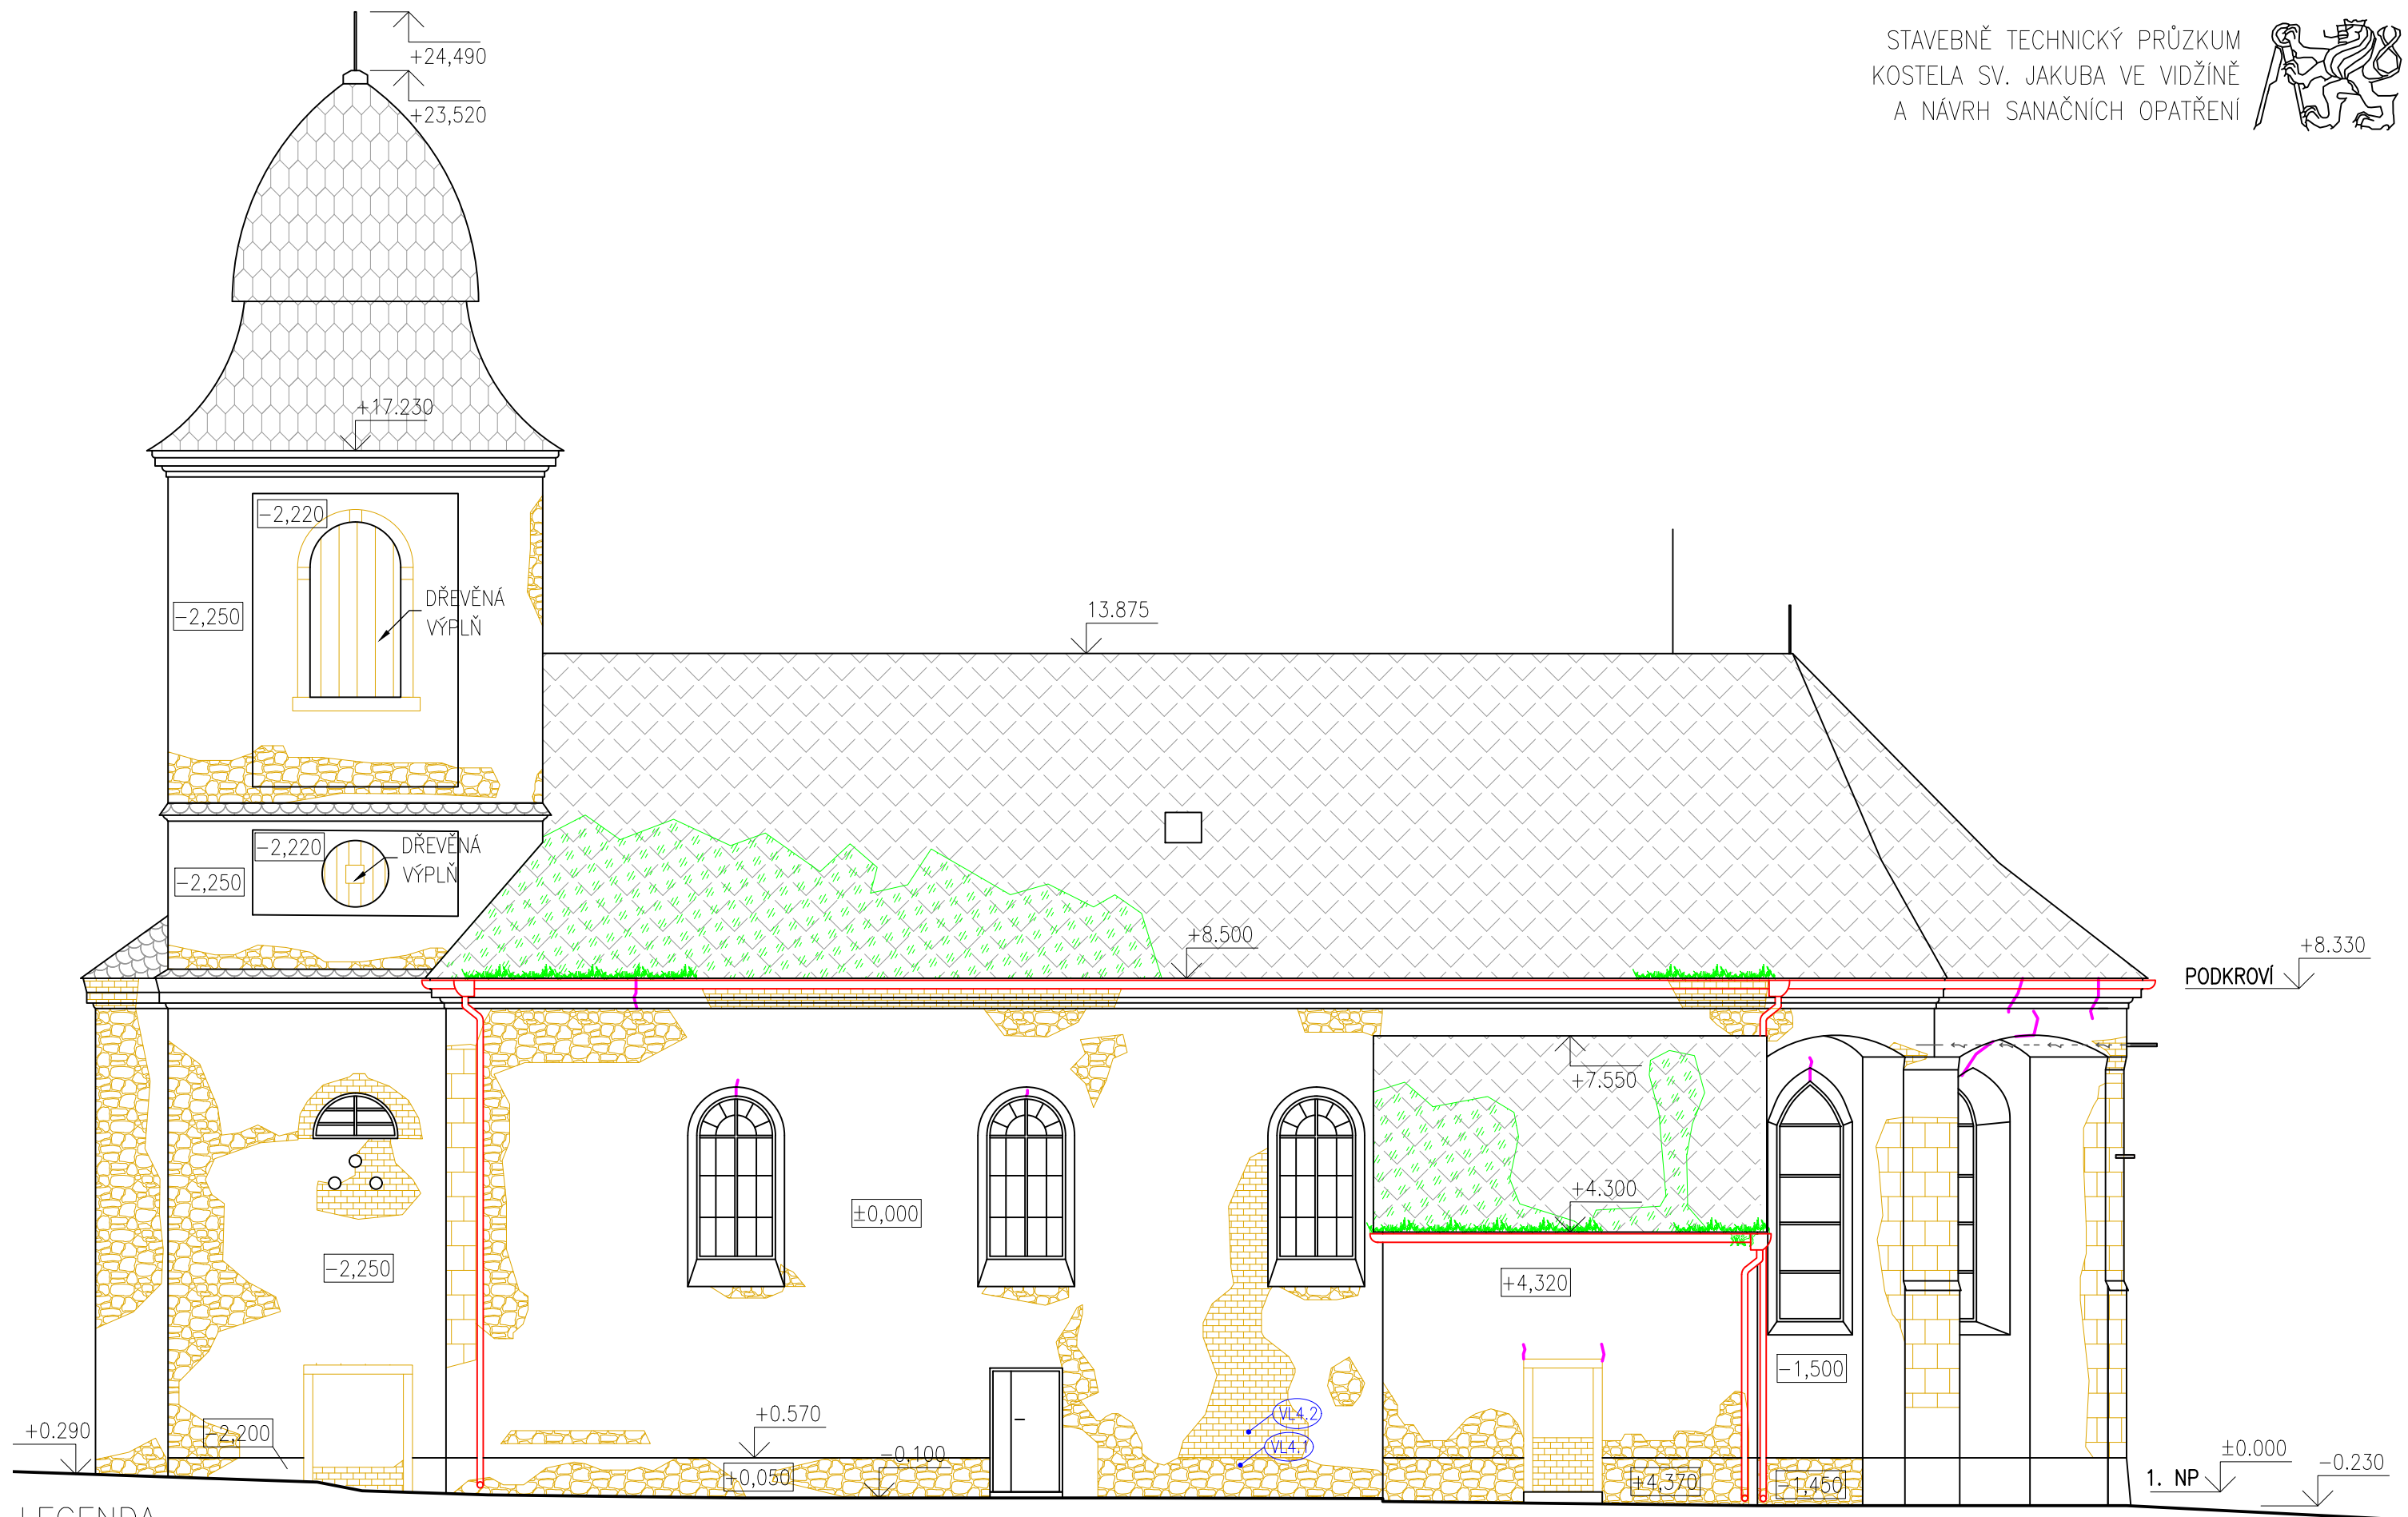 STAVEBNĚ TECHNICKÝ PRŮZKUM
KOSTELA SV. JAKUBA VE VIDŽÍNĚ
A NÁVRH SANAČNÍCH OPATŘENÍ
+24,490
+23,520
+17.230
-2,220
-2,250
DŘEVĚNÁ
VÝPLŇ
13.875
-2,220
DŘEVĚNÁ
VÝPLŇ
-2,250
+8.500
+8.330
PODKROVÍ
+7.550
+4.300
±0,000
-2,250
+4,320
-1,500
+0.290
-2,200
+0.570
-0.100
+0,050
VL4.2
VL4.1
+4,370
-1,450
1. NP
±0.000
-0.230
LEGENDA